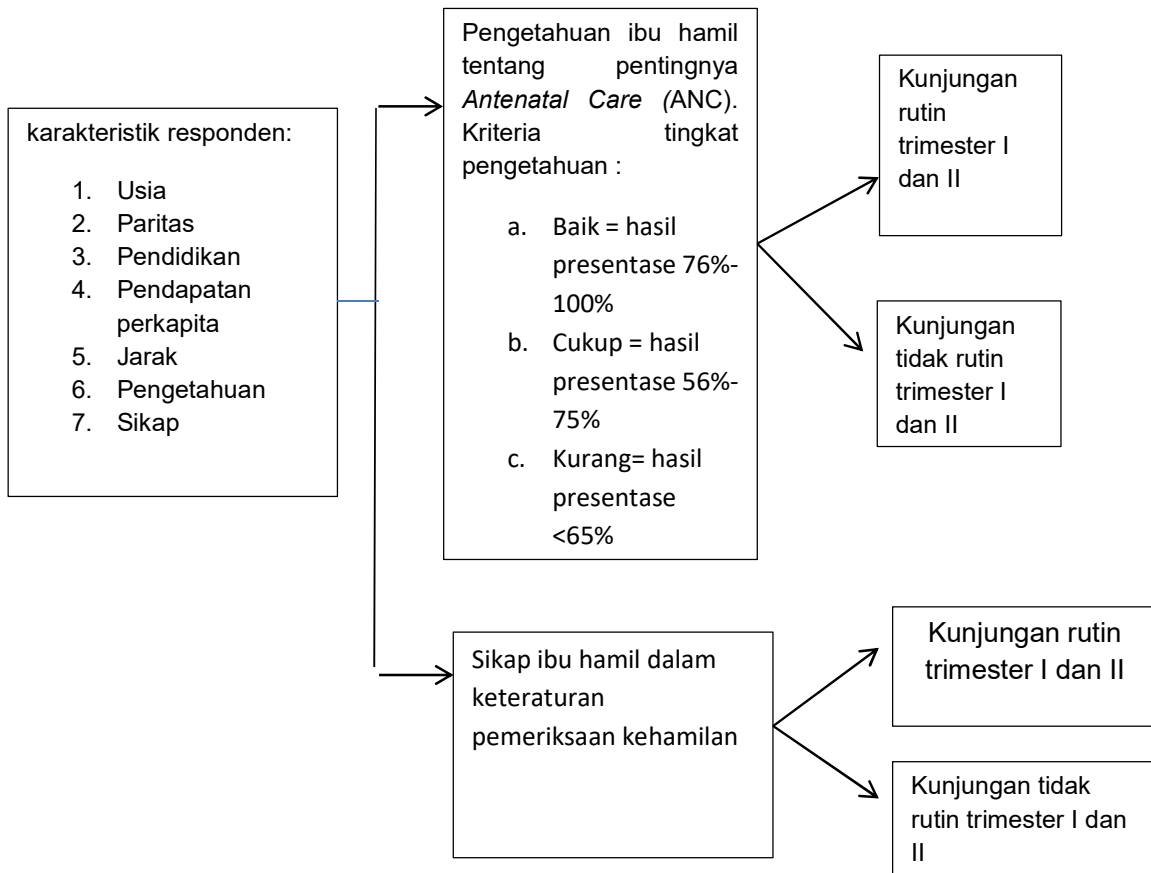 karakteristik responden:
1. Usia
2. Paritas
3. Pendidikan
4. Pendapatan
perkapita
5. Jarak
6. Pengetahuan
7. Sikap
Pengetahuan ibu hamil
tentang pentingnya
Antenatal Care (ANC).
Kriteria tingkat
pengetahuan :
a. Baik = hasil
presentase 76%-
100%
b. Cukup = hasil
presentase 56%-
75%
c. Kurang= hasil
presentase
<65%
Kunjungan
rutin
trimester I
dan II
Kunjungan
tidak rutin
trimester I
dan II
Sikap ibu hamil dalam
keteraturan
pemeriksaan kehamilan
Kunjungan rutin
trimester I dan II
Kunjungan tidak
rutin trimester I dan
II